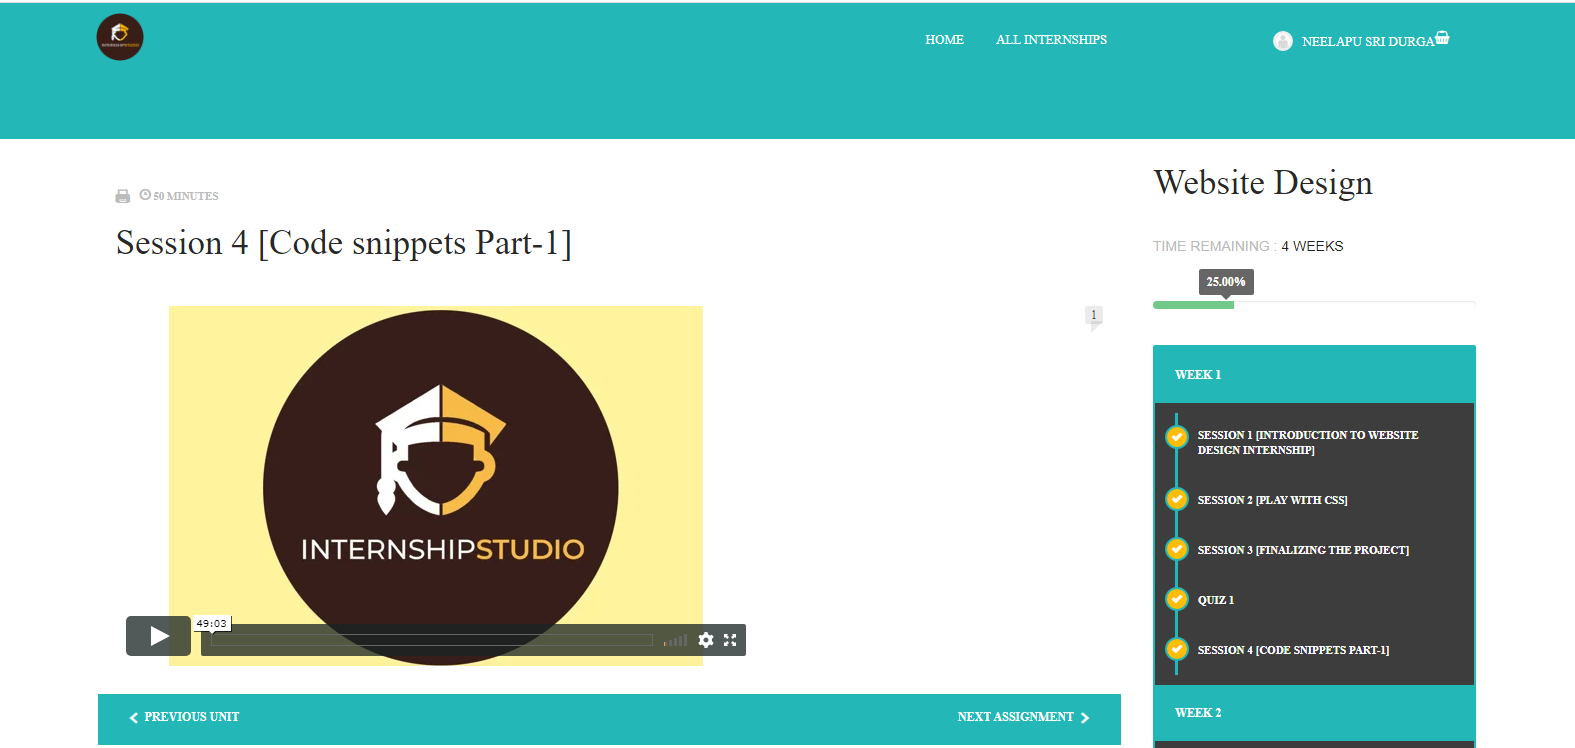 INTERNSHIPSTUDIO
HOME
ALL INTERNSHIPS
NEELAPU SRI DURGA
50 MINUTES
Session 4 [Code snippets Part-1]
1
INTERNSHIPSTUDIO
49:03
PREVIOUS UNIT
NEXT ASSIGNMENT
Website Design
TIME REMAINING : 4 WEEKS
25.00%
WEEK 1
SESSION 1 [INTRODUCTION TO WEBSITE
DESIGN INTERNSHIP]
SESSION 2 [PLAY WITH CSS]
SESSION 3 [FINALIZING THE PROJECT]
QUIZ 1
SESSION 4 [CODE SNIPPETS PART-1]
WEEK 2